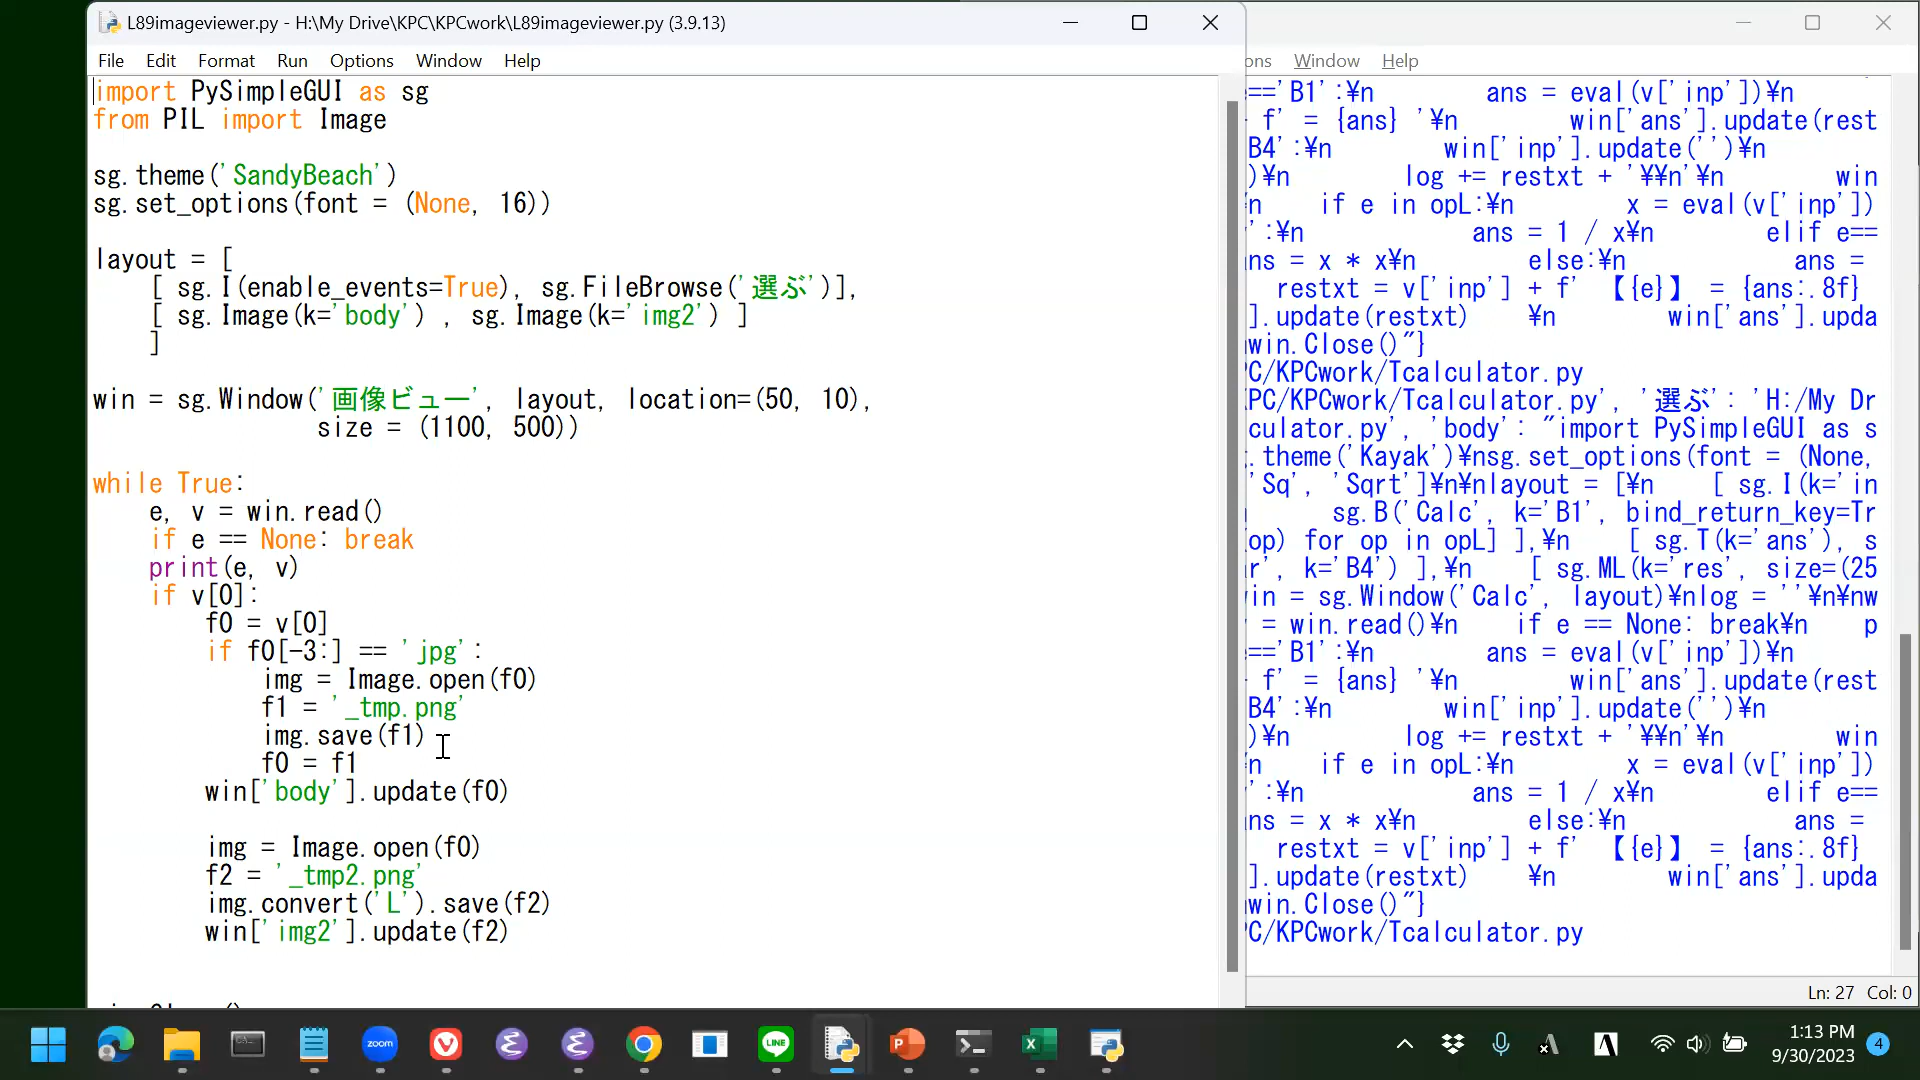 L89imageviewer.py - H:\My Drive\KPC\KPCwork\L89imageviewer.py (3.9.13)
File Edit Format Run Options Window Help
import PySimpleGUI as sg
from PIL import Image
sg.theme('SandyBeach')
sg.set_options(font = (None, 16))
layout = [
[ sg.I(enable_events=True), sg.FileBrowse('選ぶ')],
[ sg.Image(k='body') , sg.Image(k='img2') ]
]
win = sg.Window('画像ビュー', layout, location=(50, 10),
size = (1100, 500))
while True:
e, v = win.read()
if e == None: break
print(e, v)
if v[0]:
f0 = v[0]
if f0[-3:] == 'jpg':
img = Image.open(f0)
f1 = '_tmp.png'
img.save(f1)
f0 = f1
win['body'].update(f0)
img = Image.open(f0)
f2 = '_tmp2.png'
img.convert('L').save(f2)
win['img2'].update(f2)
ons Window Help
=='B1':¥n ans = eval(v['inp'])¥n
f' = {ans} '¥n win['ans'].update(rest
B4':¥n win['inp'].update('')¥n
)¥n log += restxt + '¥¥n'¥n win
¥n if e in opL:¥n x = eval(v['inp'])
':¥n ans = 1 / x¥n elif e==
ns = x * x¥n else:¥n ans =
restxt = v['inp'] + f' 【{e}】 = {ans:.8f}
].update(restxt) ¥n win['ans'].upda
win.Close()"}
PC/KPCwork/Tcalculator.py
KPC/KPCwork/Tcalculator.py', '選ぶ': 'H:/My Dr
culator.py', 'body': "import PySimpleGUI as s
.theme('Kayak')¥nsg.set_options(font = (None,
'Sq', 'Sqrt']¥n¥nlayout = [¥n [ sg.I(k='in
sg.B('Calc', k='B1', bind_return_key=Tr
op) for op in opL] ],¥n [ sg.T(k='ans'), s
r', k='B4') ],¥n [ sg.ML(k='res', size=(25
win = sg.Window('Calc', layout)¥nlog = ''¥n¥nw
= win.read()¥n if e == None: break¥n p
=='B1':¥n ans = eval(v['inp'])¥n
f' = {ans} '¥n win['ans'].update(rest
B4':¥n win['inp'].update('')¥n
)¥n log += restxt + '¥¥n'¥n win
¥n if e in opL:¥n x = eval(v['inp'])
':¥n ans = 1 / x¥n elif e==
ns = x * x¥n else:¥n ans =
restxt = v['inp'] + f' 【{e}】 = {ans:.8f}
].update(restxt) ¥n win['ans'].upda
win.Close()"}
PC/KPCwork/Tcalculator.py
Ln: 27 Col: 0
zoom
LINE
1:13 PM
9/30/2023
4